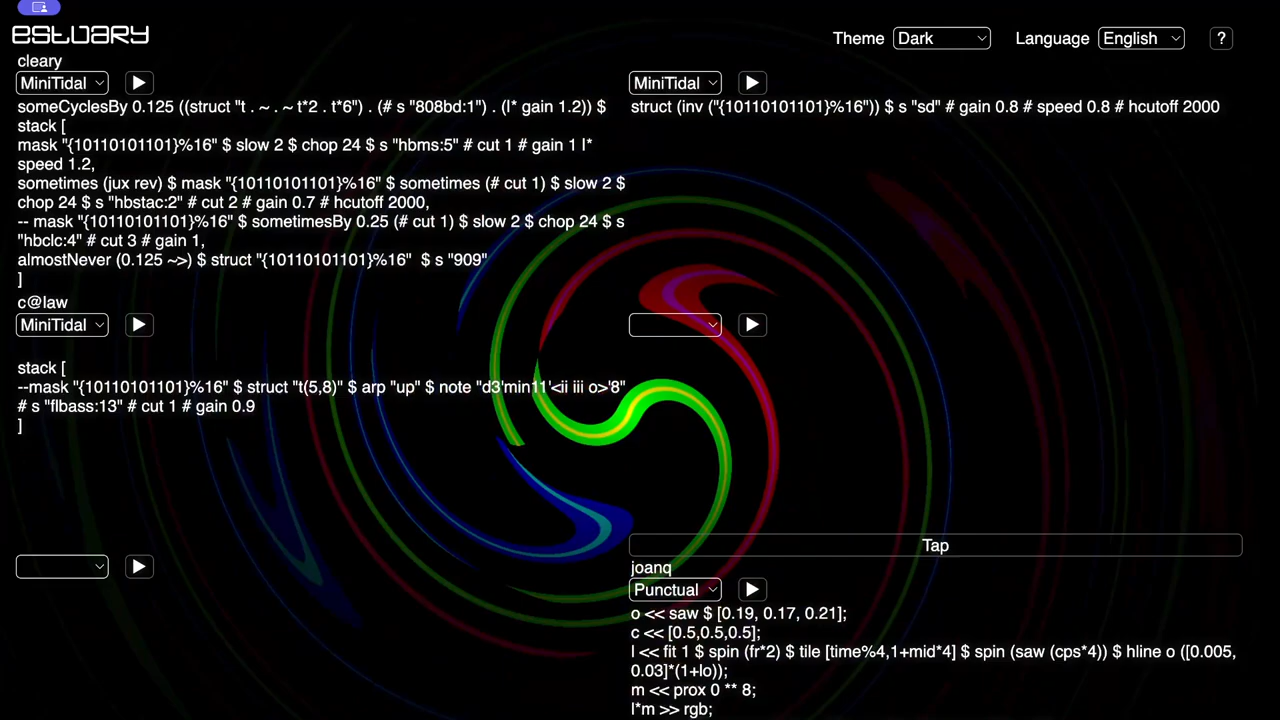 ESTUARY
Theme Dark Language English ?
cleary
MiniTidal
someCyclesBy 0.125 ((struct "t . ~ . ~ t*2 . t*6") . (# s "808bd:1") . (|* gain 1.2)) $
stack [
mask "{10110101101}%16" $ slow 2 $ chop 24 $ s "hbms:5" # cut 1 # gain 1 |*
speed 1.2,
sometimes (jux rev) $ mask "{10110101101}%16" $ sometimes (# cut 1) $ slow 2 $
chop 24 $ s "hbstac:2" # cut 2 # gain 0.7 # hcutoff 2000,
-- mask "{10110101101}%16" $ sometimesBy 0.25 (# cut 1) $ slow 2 $ chop 24 $ s
"hbclc:4" # cut 3 # gain 1,
almostNever (0.125 ~>) $ struct "{10110101101}%16"  $ s "909"
]
MiniTidal
struct (inv ("{10110101101}%16")) $ s "sd" # gain 0.8 # speed 0.8 # hcutoff 2000
c@law
MiniTidal
stack [
--mask "{10110101101}%16" $ struct "t(5,8)" $ arp "up" $ note "d3'min11'<ii iii o>'8"
# s "flbass:13" # cut 1 # gain 0.9
]
Tap
joanq
Punctual
o << saw $ [0.19, 0.17, 0.21];
c << [0.5,0.5,0.5];
l << fit 1 $ spin (fr*2) $ tile [time%4,1+mid*4] $ spin (saw (cps*4)) $ hline o ([0.005,
0.03]*(1+lo));
m << prox 0 ** 8;
l*m >> rgb;